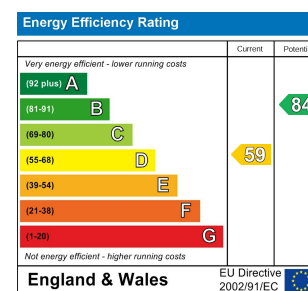 Energy Efficiency Rating
Current Potenti
Very energy efficient - lower running costs
(92 plus) A
(81-91) B
84
(69-80) C
(55-68) D
59
(39-54) E
(21-38) F
(1-20) G
Not energy efficient - higher running costs
England & Wales
EU Directive
2002/91/EC